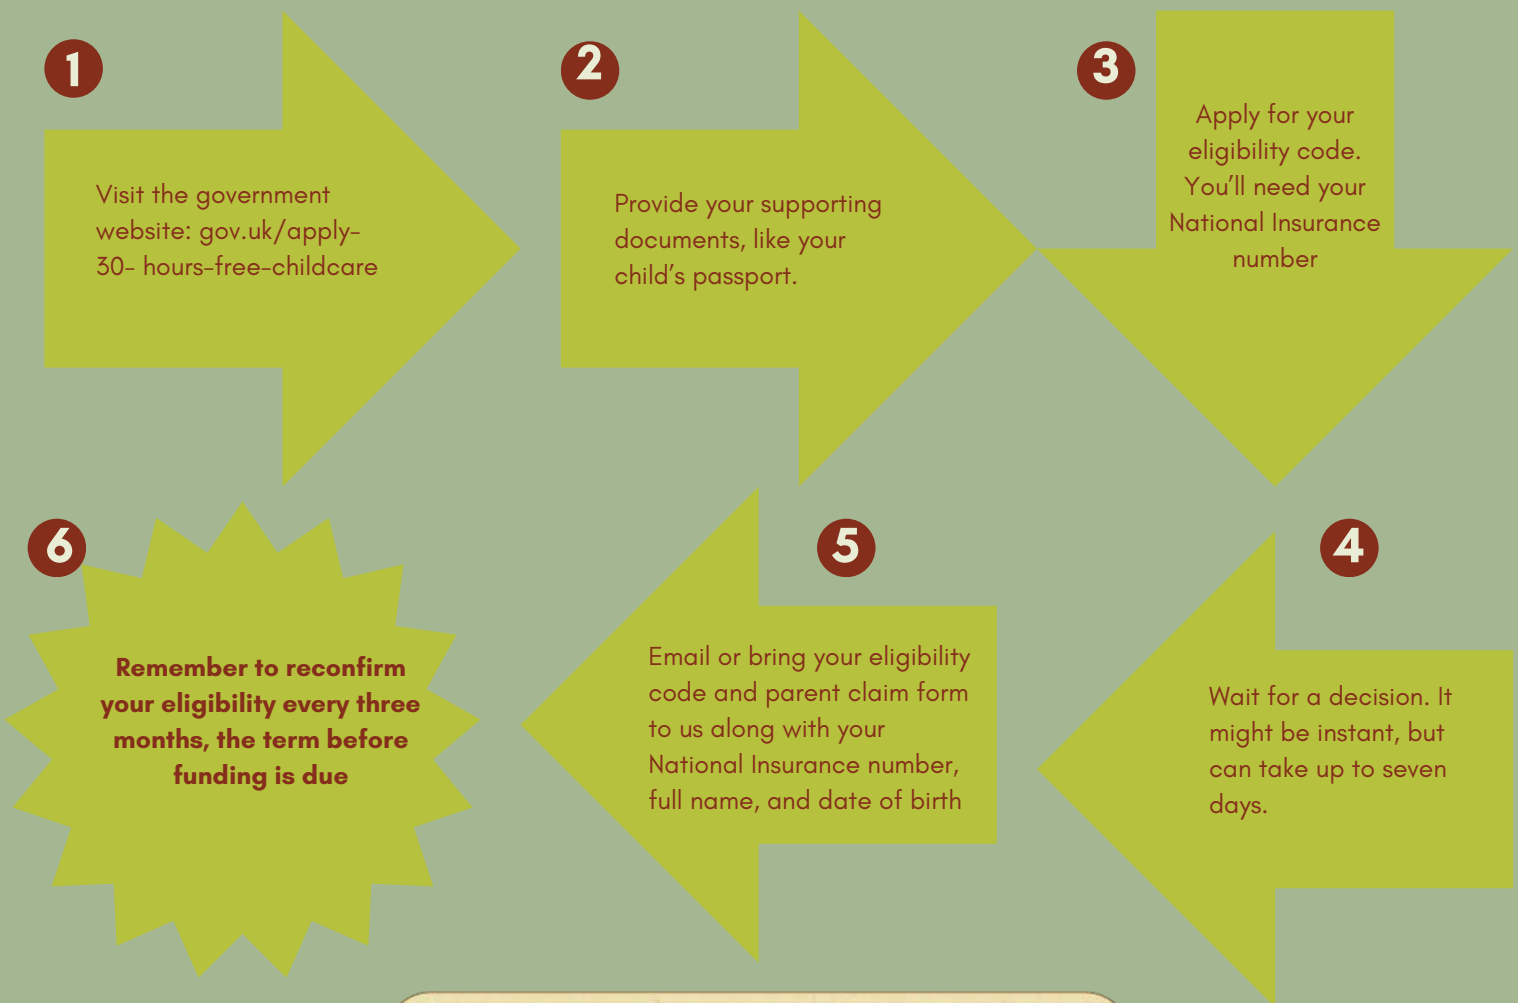 1
Visit the government
website: gov.uk/apply-
30- hours-free-childcare
2
Provide your supporting
documents, like your
child's passport.
3
Apply for your
eligibility code.
You'll need your
National Insurance
number
4
Wait for a decision. It
might be instant, but
can take up to seven
days.
5
Email or bring your eligibility
code and parent claim form
to us along with your
National Insurance number,
full name, and date of birth
6
Remember to reconfirm
your eligibility every three
months, the term before
funding is due